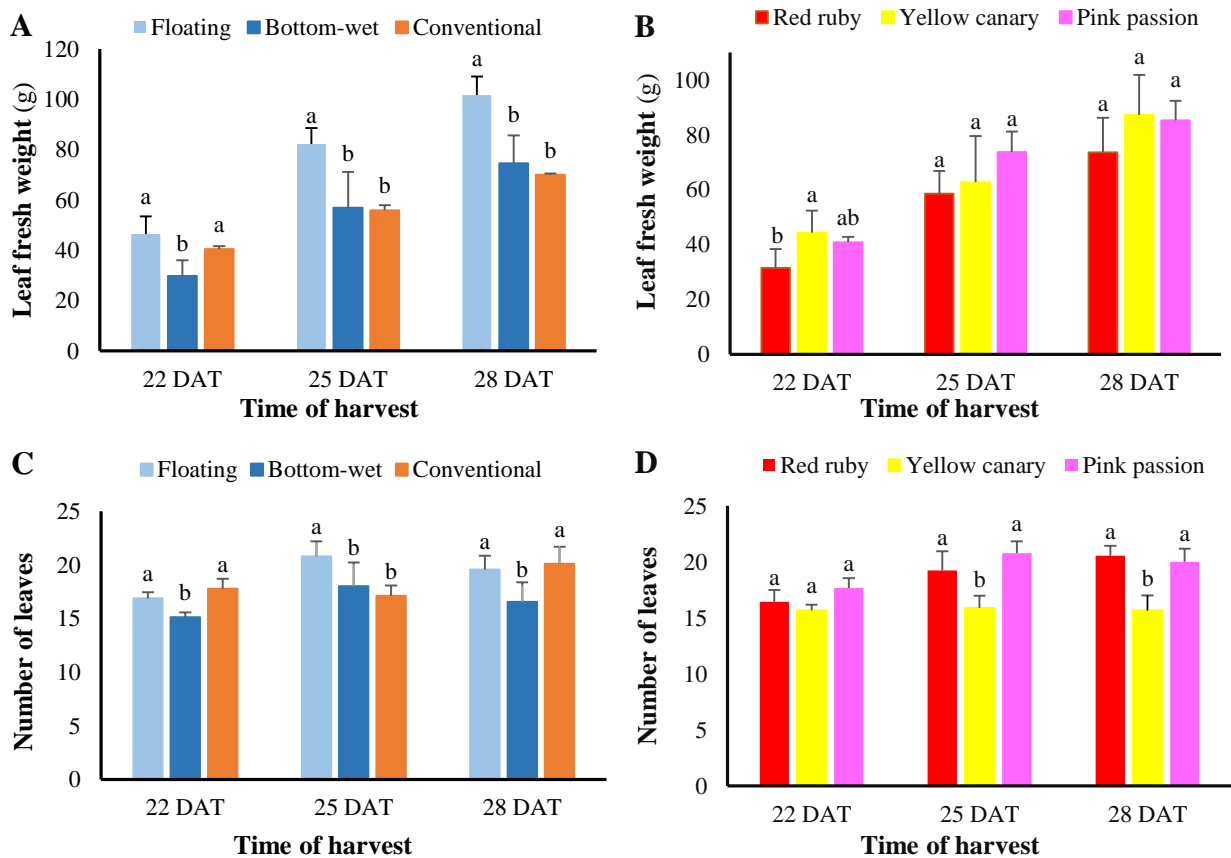 A
Floating Bottom-wet Conventional
Leaf fresh weight (g)
120
100
80
60
40
20
0
a b a
a b b
a b b
22 DAT 25 DAT 28 DAT
Time of harvest
B
Red ruby Yellow canary Pink passion
Leaf fresh weight (g)
100
80
60
40
20
0
b a ab
a a a
a a a
22 DAT 25 DAT 28 DAT
Time of harvest
C
Floating Bottom-wet Conventional
Number of leaves
25
20
15
10
5
0
a b a
a b b
a b a
22 DAT 25 DAT 28 DAT
Time of harvest
D
Red ruby Yellow canary Pink passion
Number of leaves
25
20
15
10
5
0
a a a
a b a
a b a
22 DAT 25 DAT 28 DAT
Time of harvest